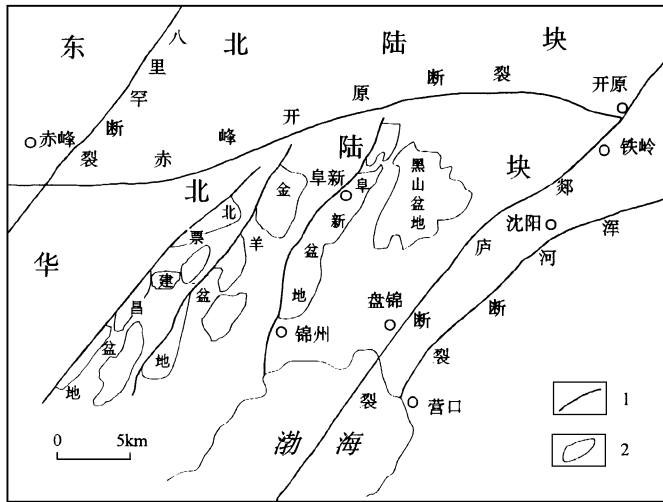 东北陆块
八里罕断裂
赤峰开原断裂
开原
赤峰
铁岭
华北陆块
阜新
黑山盆地
北票
建昌盆地
金羊盆地
阜新盆地
沈阳
郯庐断裂
浑河断裂
盘锦
锦州
营口
渤海
0 5km
1
2